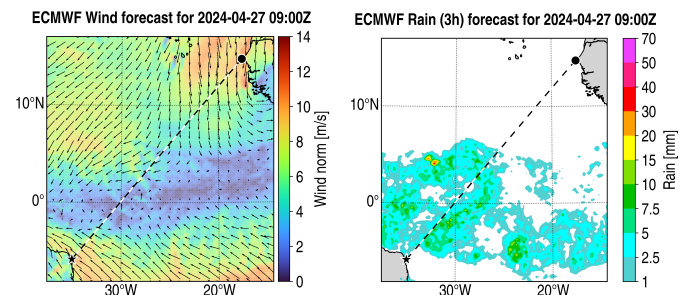 ECMWF Wind forecast for 2024-04-27 09:00Z
10°N
0°
30°W
20°W
14
12
10
8
6
4
2
0
Wind norm [m/s]
ECMWF Rain (3h) forecast for 2024-04-27 09:00Z
10°N
0°
30°W
20°W
70
50
40
30
20
15
10
7.5
5
2.5
1
Rain [mm]